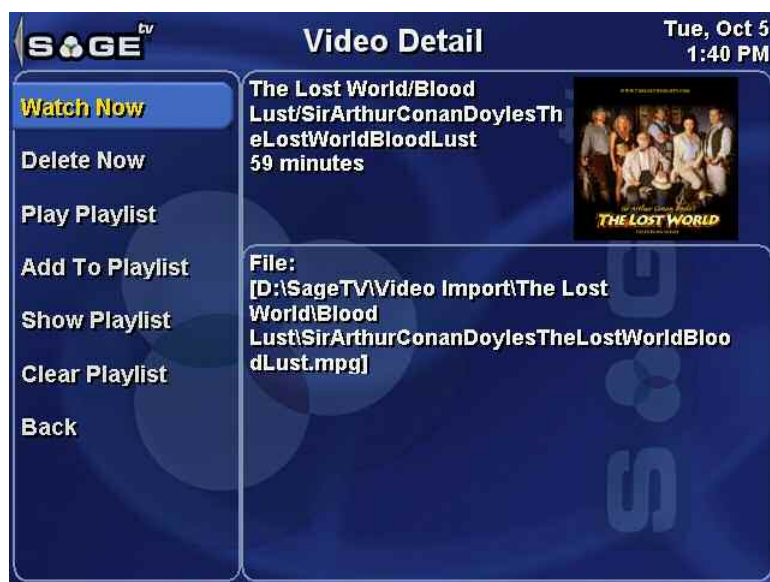 SAGE tv
Video Detail
Tue, Oct 5
1:40 PM
Watch Now
Delete Now
Play Playlist
Add To Playlist
Show Playlist
Clear Playlist
Back
The Lost World/Blood
Lust/SirArthurConanDoylesTh
eLostWorldBloodLust
59 minutes
THE LOST WORLD
File:
[D:\SageTV\Video Import\The Lost
World\Blood
Lust\SirArthurConanDoylesTheLostWorldBloo
dLust.mpg]
SAG